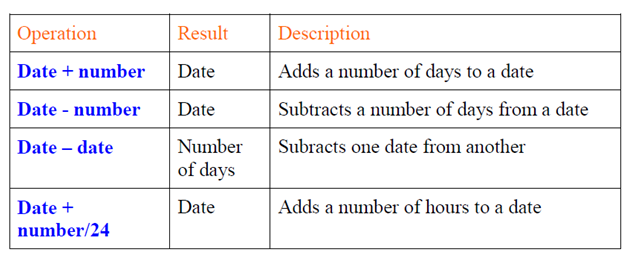 Operation Result Description
Date + number Date Adds a number of days to a date
Date - number Date Subtracts a number of days from a date
Date – date Number of days Subracts one date from another
Date + number/24 Date Adds a number of hours to a date